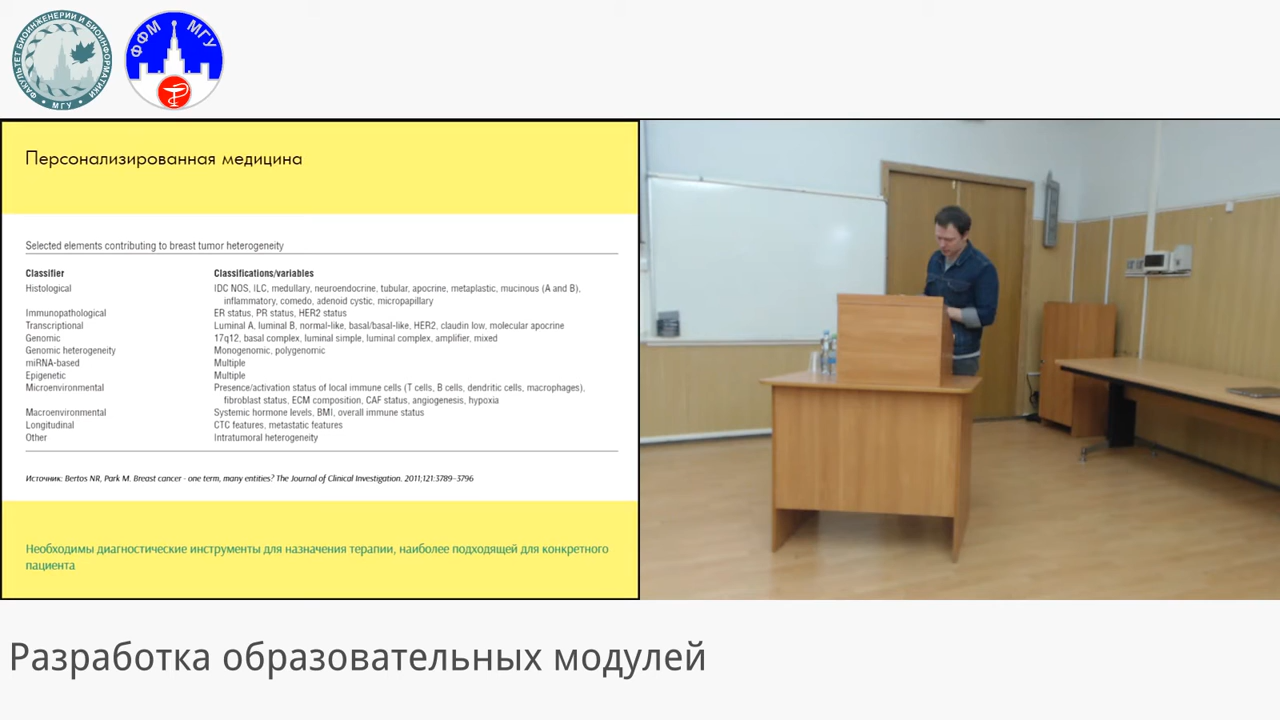 ФАКУЛЬТЕТ БИОИНЖЕНЕРИИ И БИОИНФОРМАТИКИ
МГУ
ФФМ МГУ
Персонализированная медицина
Selected elements contributing to breast tumor heterogeneity
Classifier Classifications/variables
Histological IDC NOS, ILC, medullary, neuroendocrine, tubular, apocrine, metaplastic, mucinous (A and B),
inflammatory, comedo, adenoid cystic, micropapillary
Immunopathological ER status, PR status, HER2 status
Transcriptional Luminal A, luminal B, normal-like, basal/basal-like, HER2, claudin low, molecular apocrine
Genomic 17q12, basal complex, luminal simple, luminal complex, amplifier, mixed
Genomic heterogeneity Monogenomic, polygenomic
miRNA-based Multiple
Epigenetic Multiple
Microenvironmental Presence/activation status of local immune cells (T cells, B cells, dendritic cells, macrophages),
fibroblast status, ECM composition, CAF status, angiogenesis, hypoxia
Macroenvironmental Systemic hormone levels, BMI, overall immune status
Longitudinal CTC features, metastatic features
Other Intratumoral heterogeneity
Источник: Bertos NR, Park M. Breast cancer - one term, many entities? The Journal of Clinical Investigation. 2011;121:3789-3796
Необходимы диагностические инструменты для назначения терапии, наиболее подходящей для конкретного
пациента
Разработка образовательных модулей